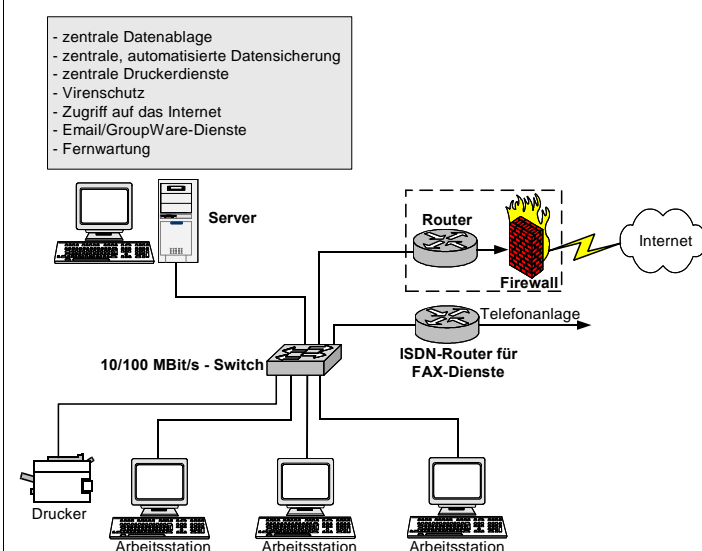 - zentrale Datenablage
- zentrale, automatisierte Datensicherung
- zentrale Druckerdienste
- Virenschutz
- Zugriff auf das Internet
- Email/GroupWare-Dienste
- Fernwartung
Server
Router
Internet
Firewall
Telefonanlage
ISDN-Router für
FAX-Dienste
10/100 MBit/s - Switch
Drucker
Arbeitsstation
Arbeitsstation
Arbeitsstation